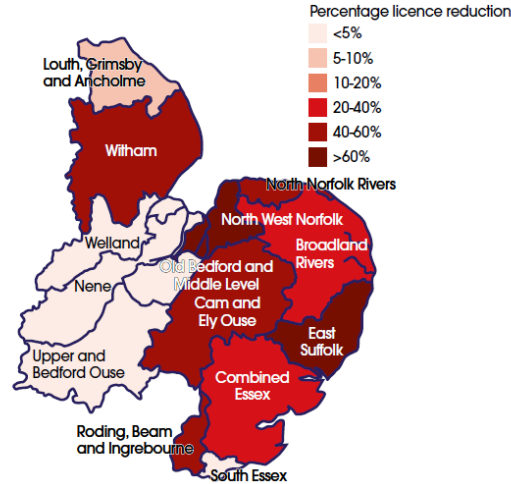 Percentage licence reduction
<5%
5-10%
10-20%
20-40%
40-60%
>60%
Louth, Grimsby
and Ancholme
Witham
North Norfolk Rivers
North West Norfolk
Welland
Broadland
Rivers
Old Bedford and
Middle Level
Nene
Cam and
Ely Ouse
East
Suffolk
Upper and
Bedford Ouse
Combined
Essex
Roding, Beam
and Ingrebourne
South Essex